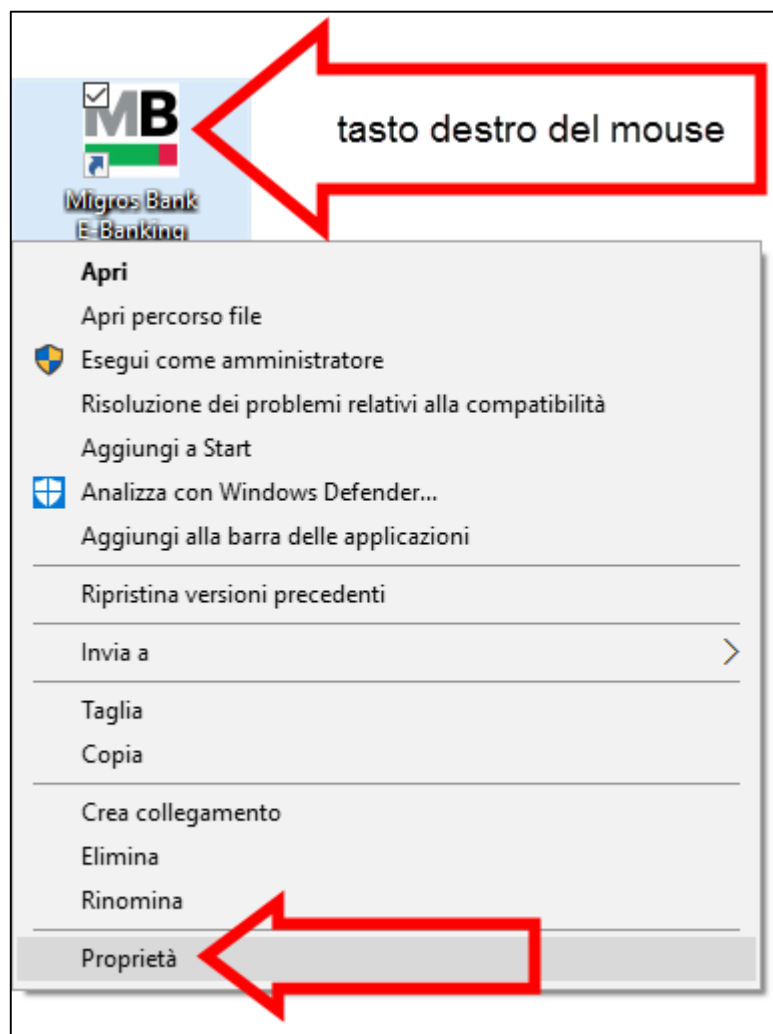 MB
tasto destro del mouse
Migros Bank
E-Banking
Apri
Apri percorso file
Esegui come amministratore
Risoluzione dei problemi relativi alla compatibilità
Aggiungi a Start
Analizza con Windows Defender...
Aggiungi alla barra delle applicazioni
Ripristina versioni precedenti
Invia a
Taglia
Copia
Crea collegamento
Elimina
Rinomina
Proprietà